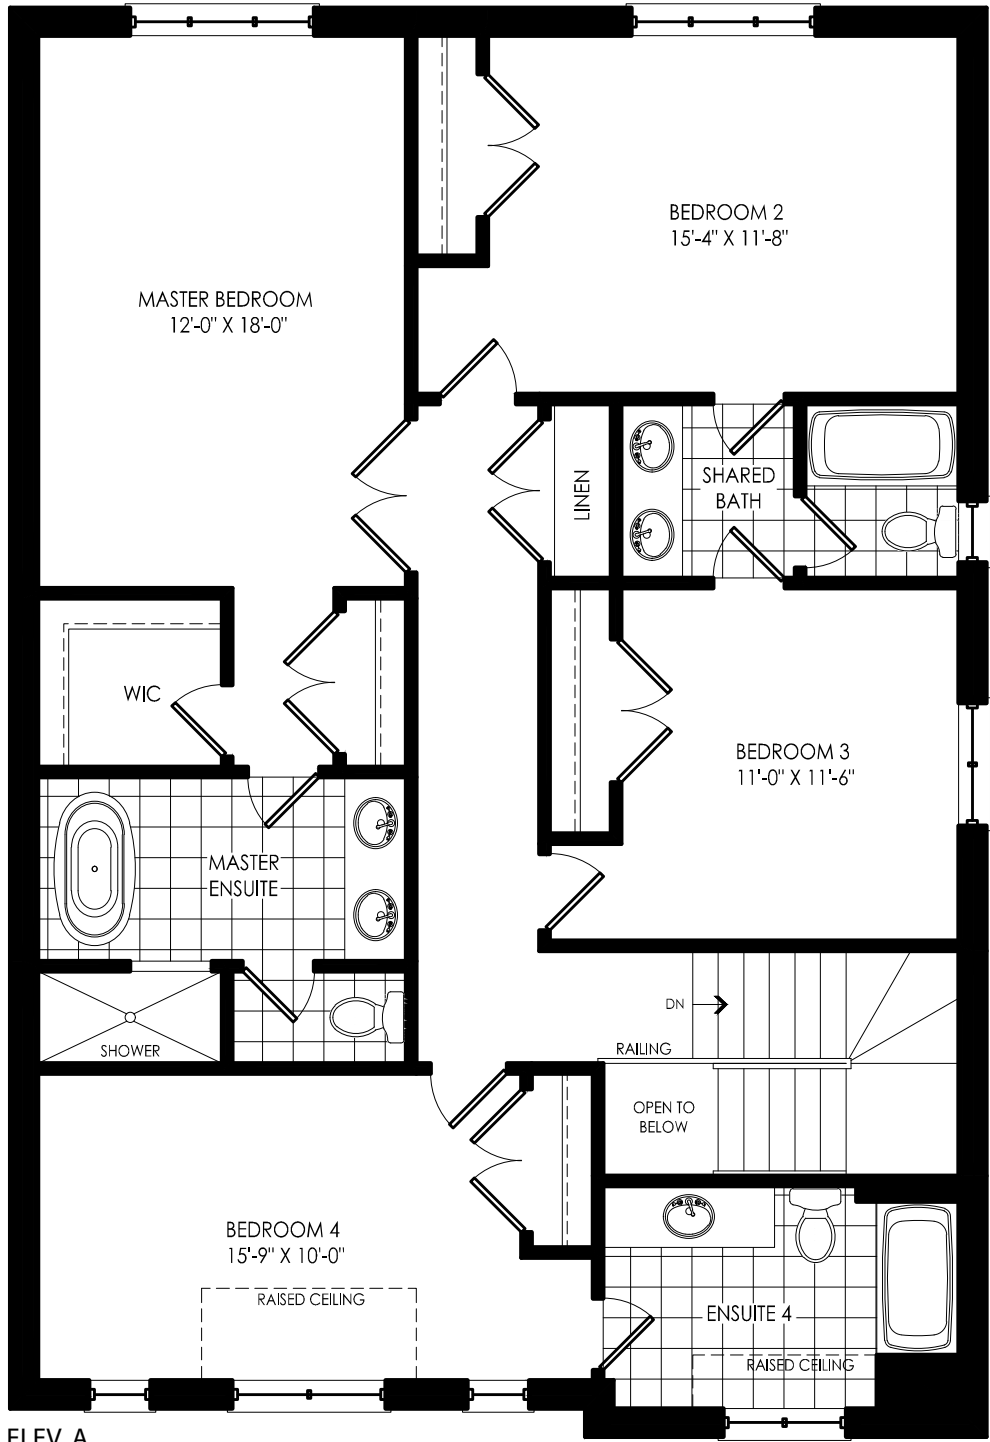 BEDROOM 2
15'-4" X 11'-8"
MASTER BEDROOM
12'-0" X 18'-0"
LINEN
SHARED
BATH
WIC
BEDROOM 3
11'-0" X 11'-6"
MASTER
ENSUITE
DN
SHOWER
RAILING
OPEN TO
BELOW
BEDROOM 4
15'-9" X 10'-0"
RAISED CEILING
ENSUITE 4
RAISED CEILING
ELEV. A